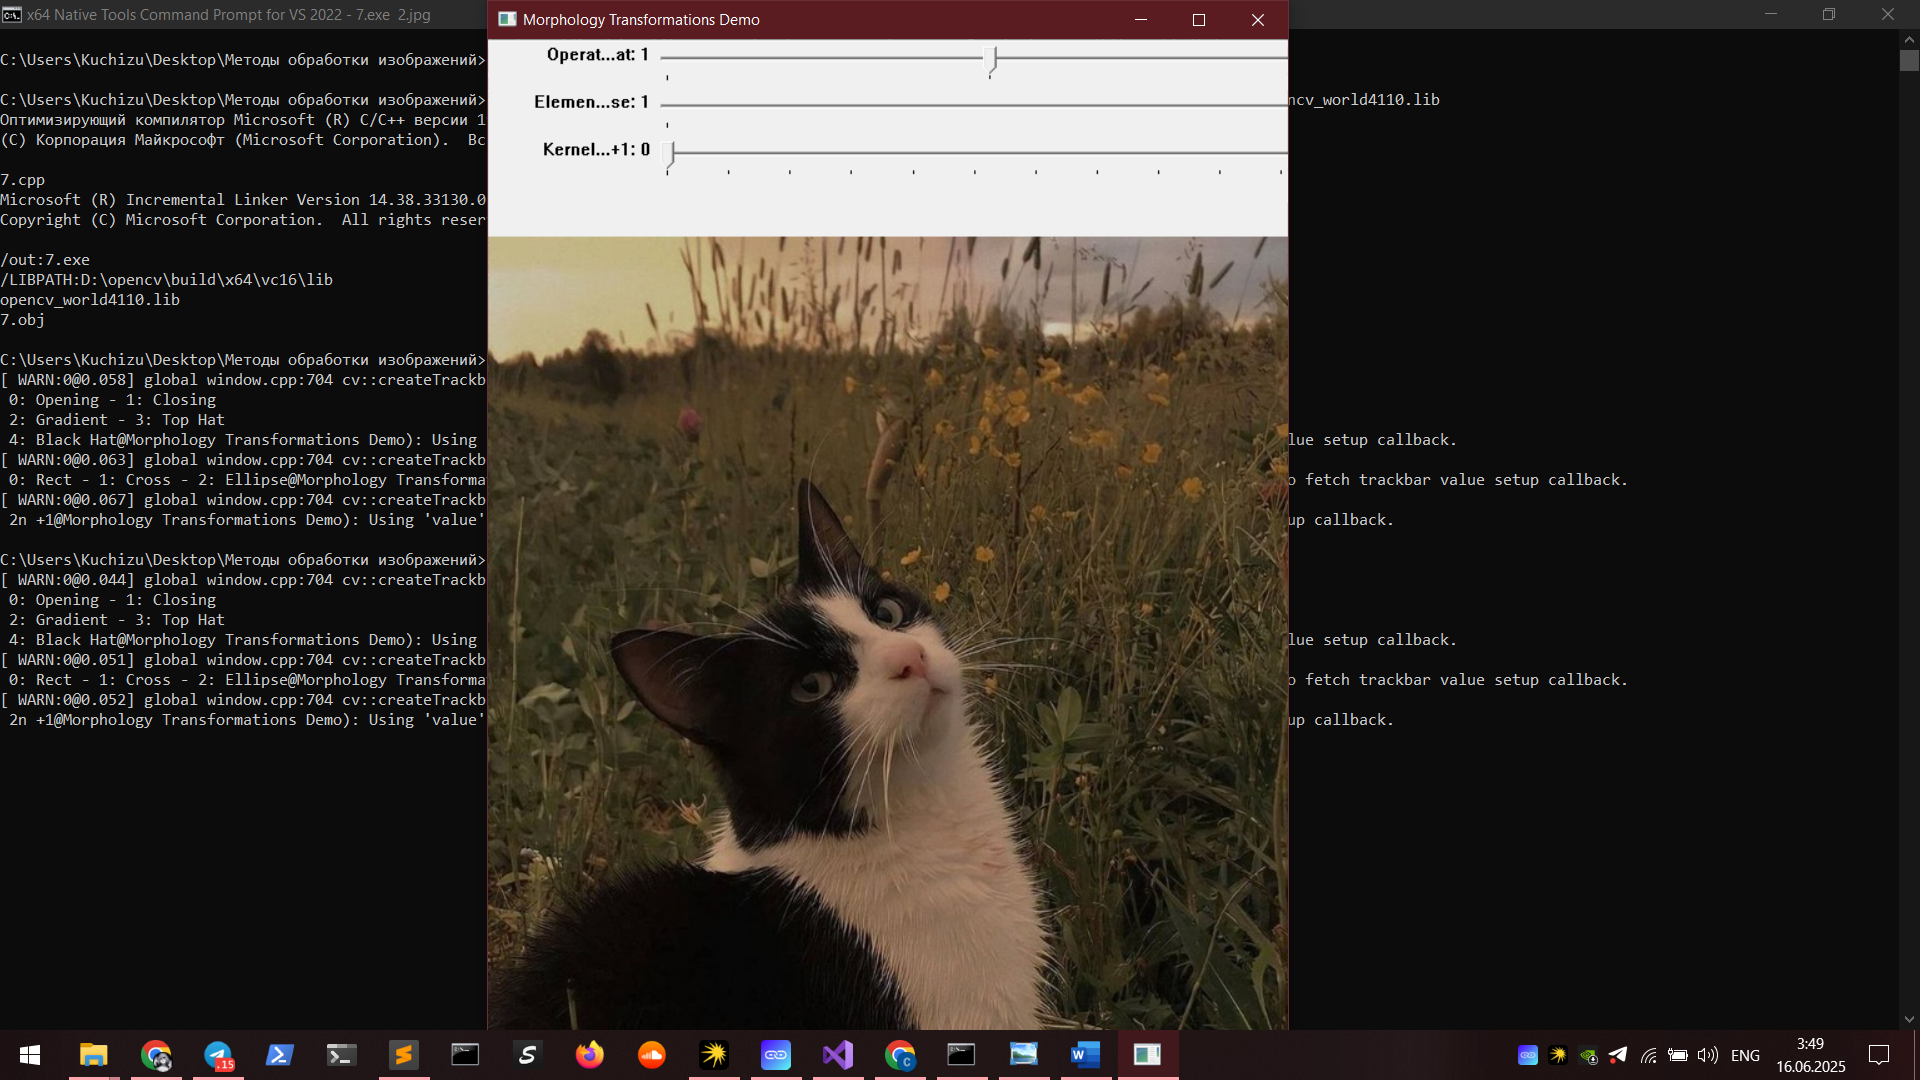 x64 Native Tools Command Prompt for VS 2022 - 7.exe  2.jpg
Morphology Transformations Demo
Operat...at: 1
Elemen...se: 1
Kernel...+1: 0
C:\Users\Kuchizu\Desktop\Методы обработки изображений>
C:\Users\Kuchizu\Desktop\Методы обработки изображений> ncv_world4110.lib
Оптимизирующий компилятор Microsoft (R) C/C++ версии 1
(C) Корпорация Майкрософт (Microsoft Corporation).  Вс
7.cpp
Microsoft (R) Incremental Linker Version 14.38.33130.0
Copyright (C) Microsoft Corporation.  All rights reser
/out:7.exe
/LIBPATH:D:\opencv\build\x64\vc16\lib
opencv_world4110.lib
7.obj
C:\Users\Kuchizu\Desktop\Методы обработки изображений>
[ WARN:0@0.058] global window.cpp:704 cv::createTrackb
0: Opening - 1: Closing
2: Gradient - 3: Top Hat
4: Black Hat@Morphology Transformations Demo): Using lue setup callback.
[ WARN:0@0.063] global window.cpp:704 cv::createTrackb
0: Rect - 1: Cross - 2: Ellipse@Morphology Transforma o fetch trackbar value setup callback.
[ WARN:0@0.067] global window.cpp:704 cv::createTrackb
2n +1@Morphology Transformations Demo): Using 'value' up callback.
C:\Users\Kuchizu\Desktop\Методы обработки изображений>
[ WARN:0@0.044] global window.cpp:704 cv::createTrackb
0: Opening - 1: Closing
2: Gradient - 3: Top Hat
4: Black Hat@Morphology Transformations Demo): Using lue setup callback.
[ WARN:0@0.051] global window.cpp:704 cv::createTrackb
0: Rect - 1: Cross - 2: Ellipse@Morphology Transforma o fetch trackbar value setup callback.
[ WARN:0@0.052] global window.cpp:704 cv::createTrackb
2n +1@Morphology Transformations Demo): Using 'value' up callback.
15
ENG
3:49
16.06.2025